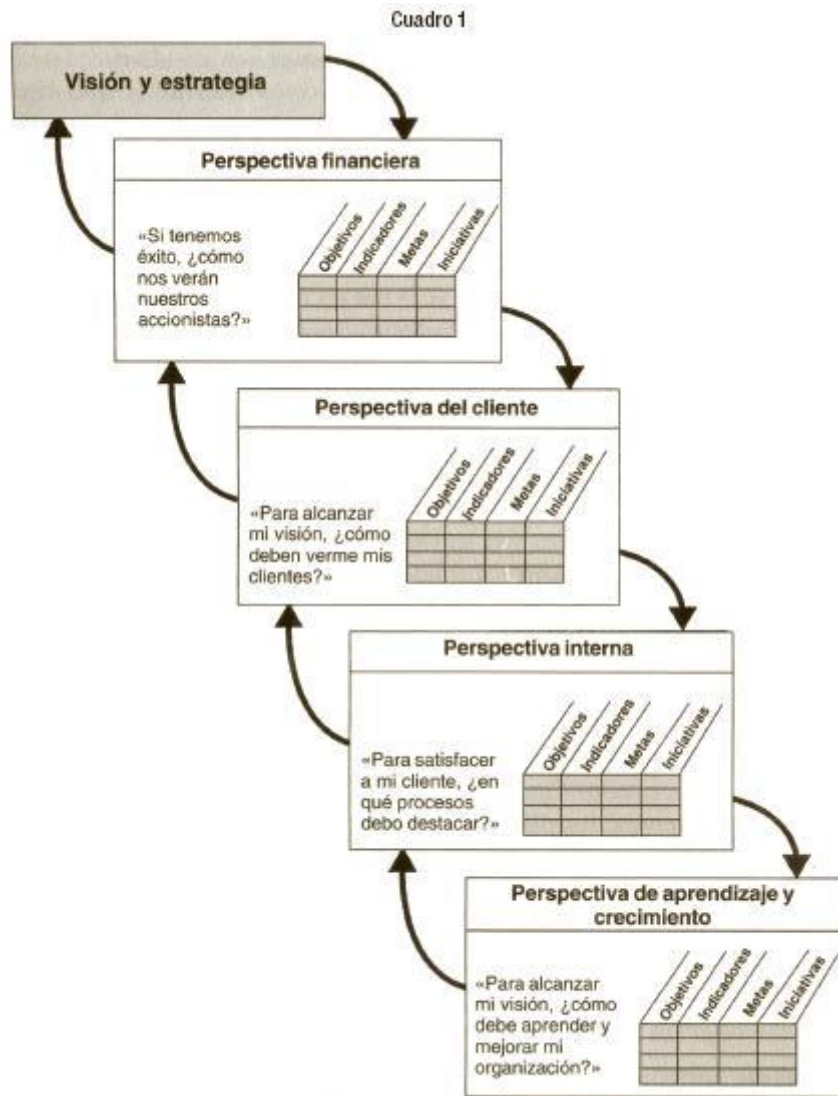 Cuadro 1
Visión y estrategia
Perspectiva financiera
«Si tenemos
éxito, ¿cómo
nos verán
nuestros
accionistas?»
Objetivos
Indicadores
Metas
Iniciativas
Perspectiva del cliente
«Para alcanzar
mi visión, ¿cómo
deben verme mis
clientes?»
Objetivos
Indicadores
Metas
Iniciativas
Perspectiva interna
«Para satisfacer
a mi cliente, ¿en
qué procesos
debo destacar?»
Objetivos
Indicadores
Metas
Iniciativas
Perspectiva de aprendizaje y
crecimiento
«Para alcanzar
mi visión, ¿cómo
debe aprender y
mejorar mi
organización?»
Objetivos
Indicadores
Metas
Iniciativas